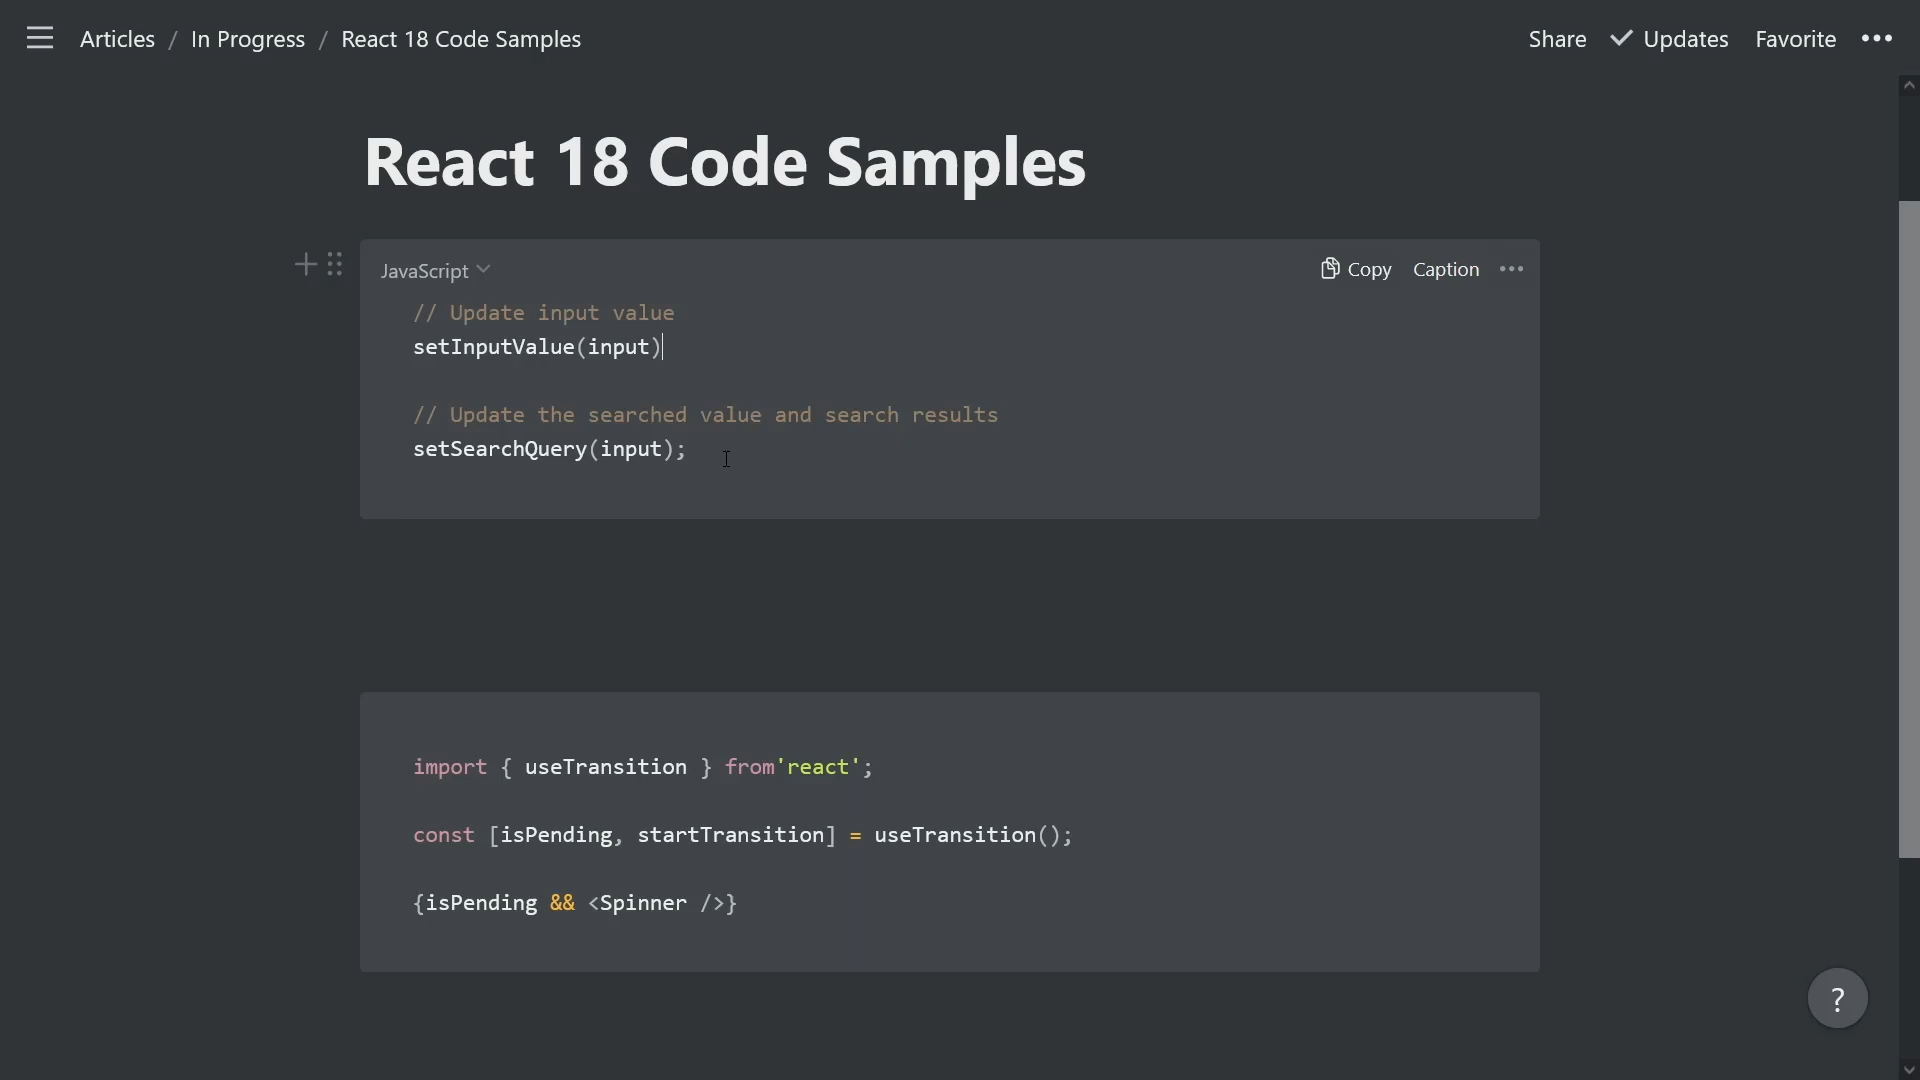 Articles / In Progress / React 18 Code Samples
Share Updates Favorite •••
React 18 Code Samples
JavaScript
Copy Caption •••
// Update input value
setInputValue(input)
// Update the searched value and search results
setSearchQuery(input);
import { useTransition } from'react';
const [isPending, startTransition] = useTransition();
{isPending && <Spinner />}
?